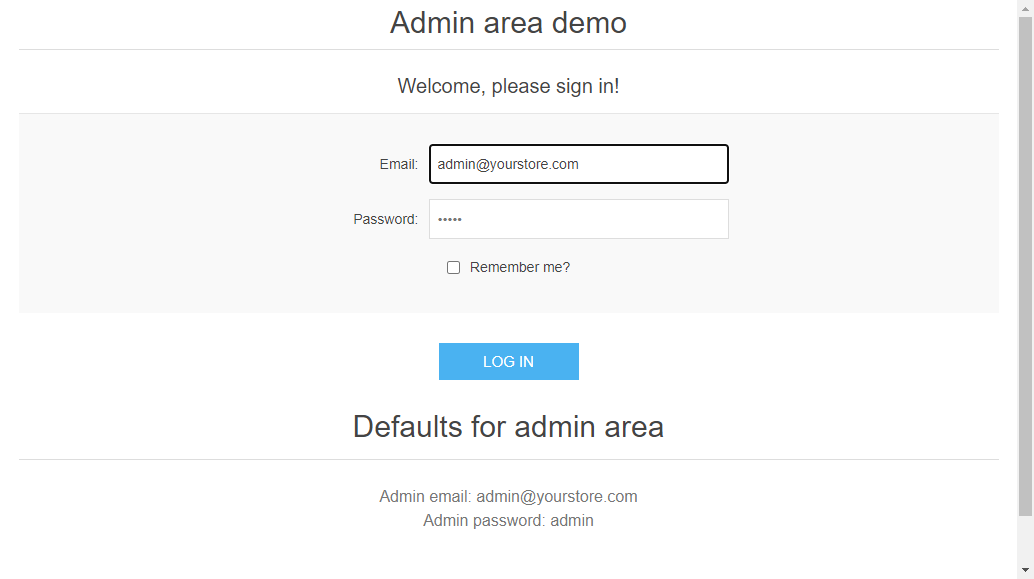 Admin area demo
Welcome, please sign in!
Email: admin@yourstore.com
Password: •••••
Remember me?
LOG IN
Defaults for admin area
Admin email: admin@yourstore.com
Admin password: admin